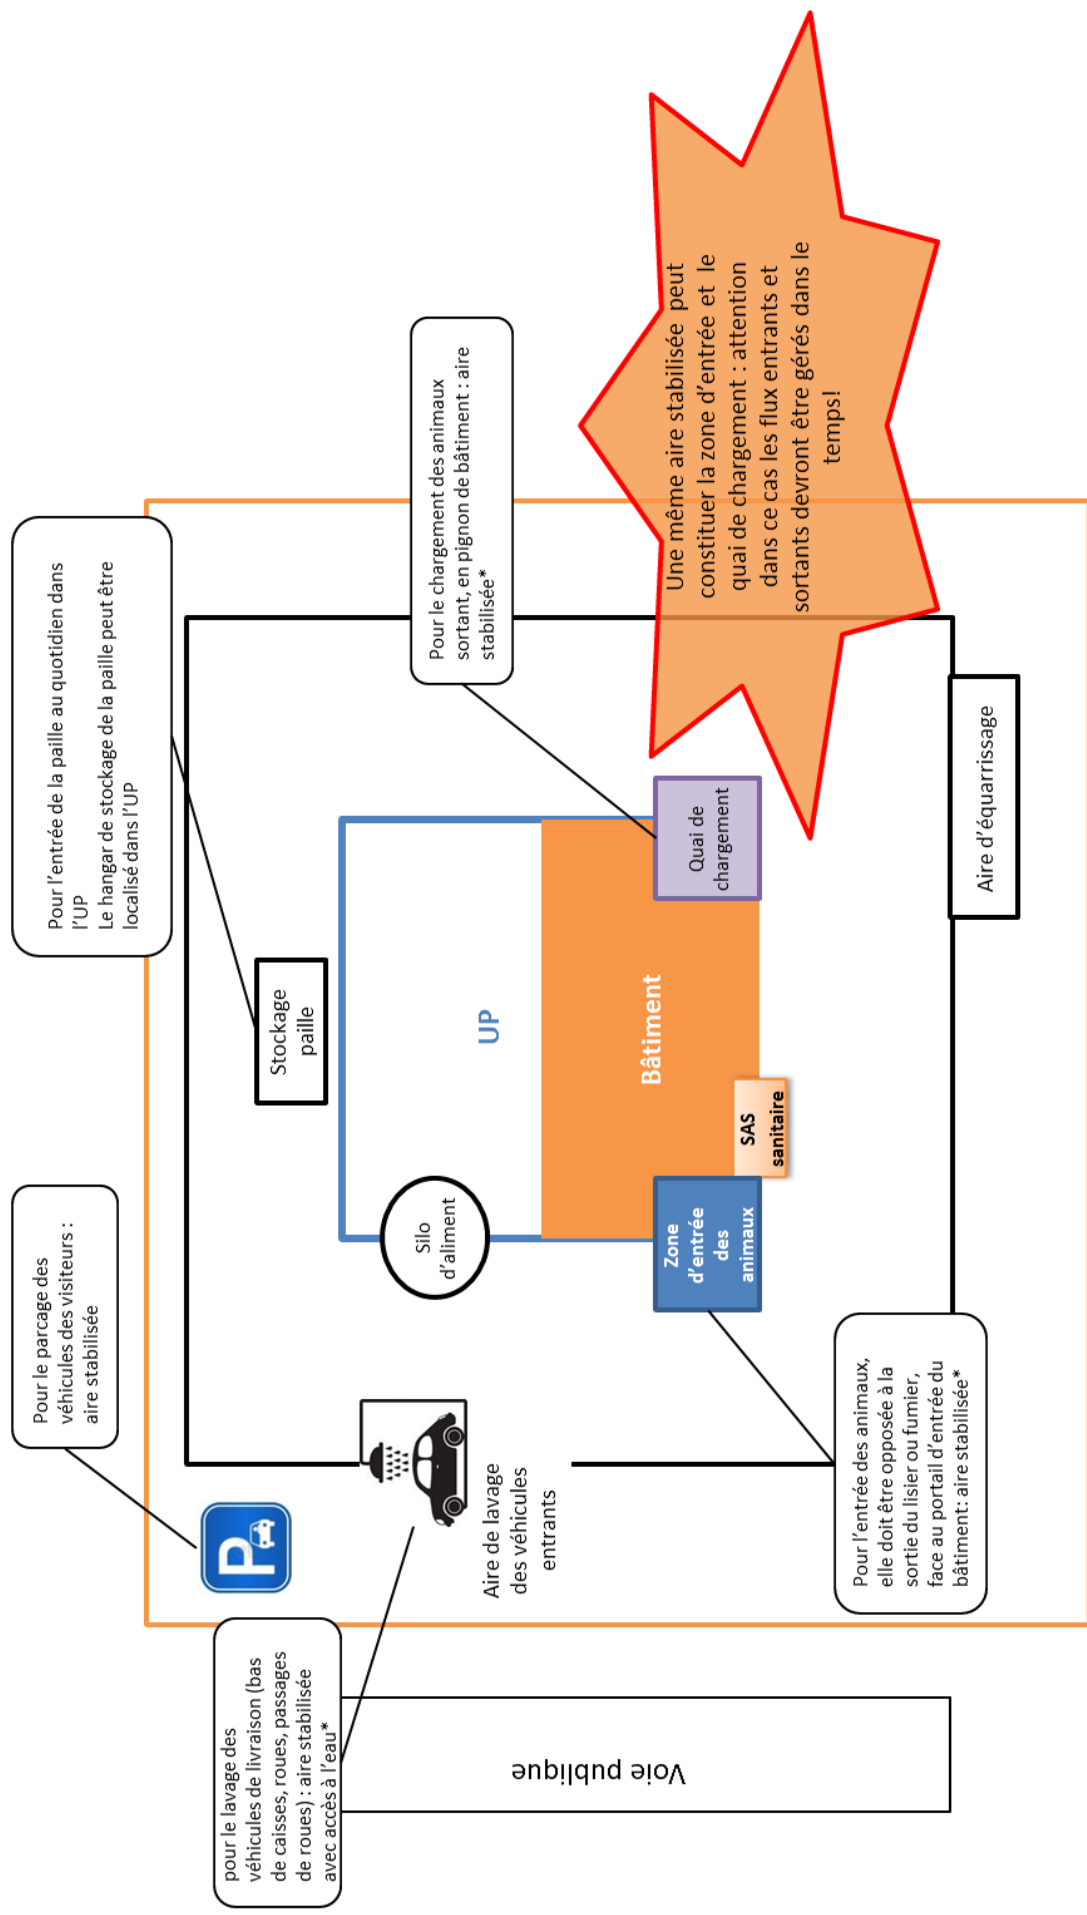 pour le lavage des
véhicules de livraison (bas
de caisses, roues, passages
de roues) : aire stabilisée
avec accès à l’eau*
Pour le parcage des
véhicules des visiteurs :
aire stabilisée
Pour l’entrée de la paille au quotidien dans
l’UP
Le hangar de stockage de la paille peut être
localisé dans l’UP
P
Stockage
paille
Silo
d’aliment
UP
Pour le chargement des animaux
sortant, en pignon de bâtiment : aire
stabilisée*
Aire de lavage
des véhicules
entrants
Voie publique
Bâtiment
Zone
d’entrée
des
animaux
SAS
sanitaire
Quai de
chargement
Une même aire stabilisée peut
constituer la zone d’entrée et le
quai de chargement : attention
dans ce cas les flux entrants et
sortants devront être gérés dans le
temps!
Pour l’entrée des animaux,
elle doit être opposée à la
sortie du lisier ou fumier,
face au portail d’entrée du
bâtiment: aire stabilisée*
Aire d’équarrissage